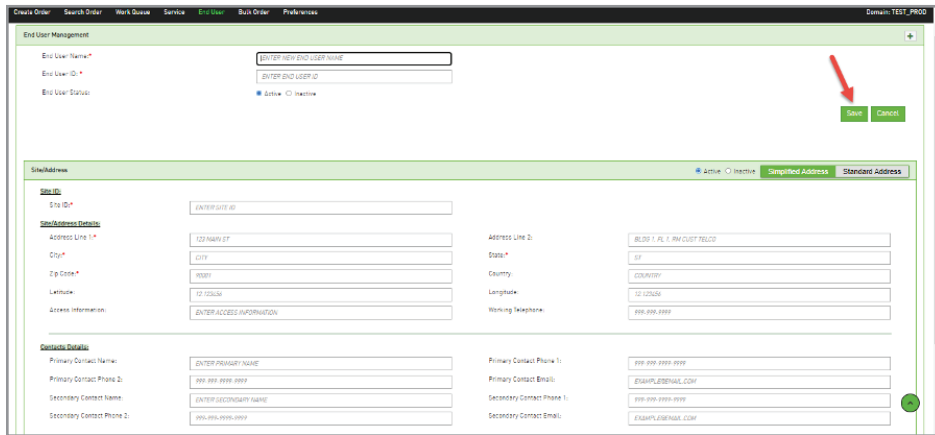 Create Order Search Order Work Queue Service End User Bulk Order Preferences Domain: TEST_PROD
End User Management
End User Name:* ENTER NEW END USER NAME
End User ID: * ENTER END USER ID
End User Status: Active Inactive
Save Cancel
Site/Address Active Inactive Simplified Address Standard Address
Site ID:
Site ID:* ENTER SITE ID
Site/Address Details:
Address Line 1:* 123 MAIN ST Address Line 2: BLDG 1, FL 1, RM CUST TELCO
City:* CITY State:* ST
Zip Code:* 90001 Country: COUNTRY
Latitude: 12.123456 Longitude: 12.123456
Access Information: ENTER ACCESS INFORMATION Working Telephone: 999-999-9999
Contacts Details:
Primary Contact Name: ENTER PRIMARY NAME Primary Contact Phone 1: 999-999-9999-9999
Primary Contact Phone 2: 999-999-9999-9999 Primary Contact Email: EXAMPLE@EMAIL.COM
Secondary Contact Name: ENTER SECONDARY NAME Secondary Contact Phone 1: 999-999-9999-9999
Secondary Contact Phone 2: 999-999-9999-9999 Secondary Contact Email: EXAMPLE@EMAIL.COM